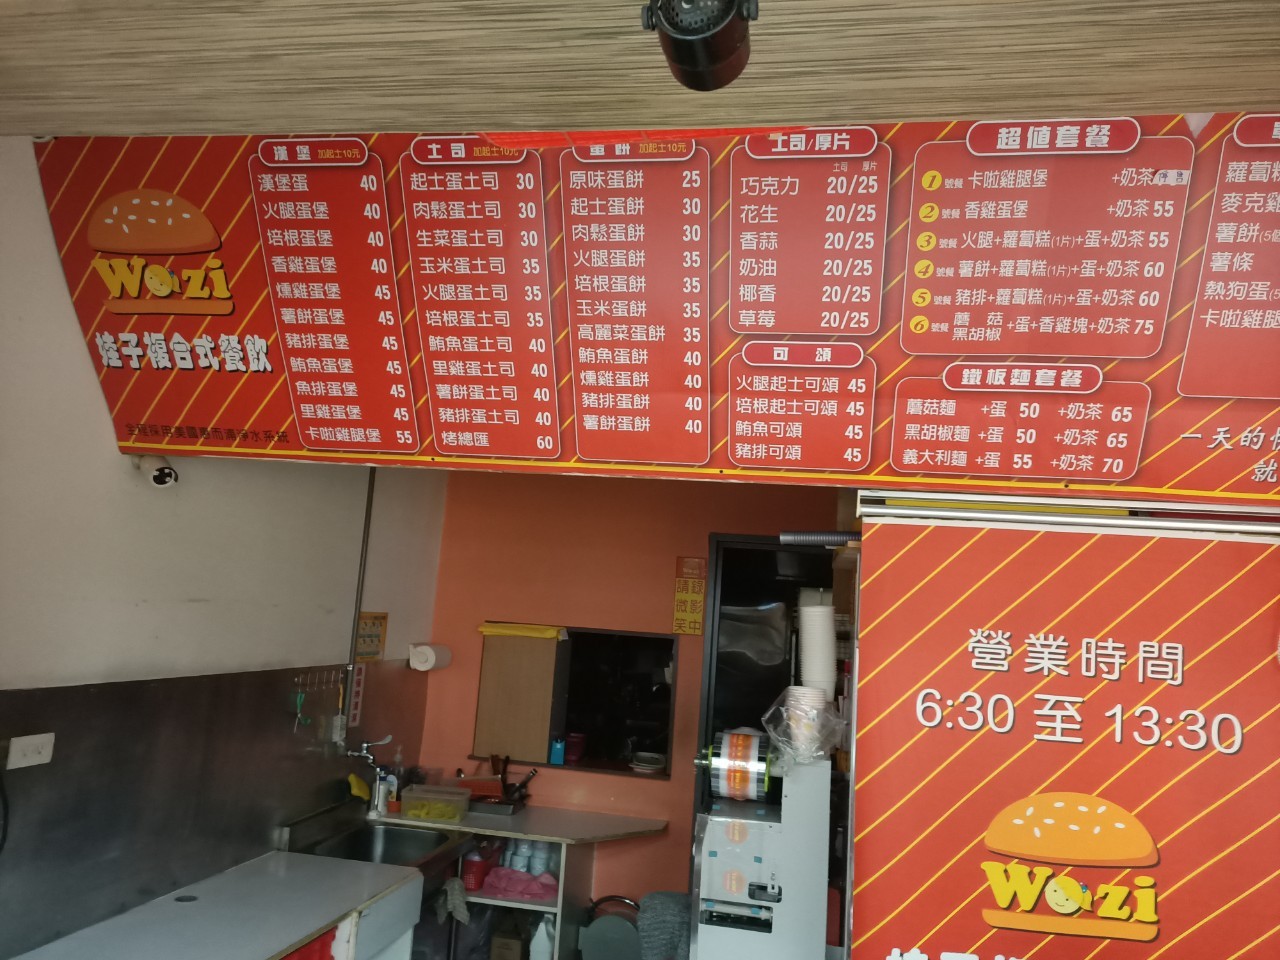 Wazi
娃子複合式餐飲
漢堡 加起士10元
漢堡蛋 40
火腿蛋堡 40
培根蛋堡 40
香雞蛋堡 40
燻雞蛋堡 45
薯餅蛋堡 45
豬排蛋堡 45
鮪魚蛋堡 45
魚排蛋堡 45
里雞蛋堡 45
卡啦雞腿堡 55
土司 加起士10元
起士蛋土司 30
肉鬆蛋土司 30
生菜蛋土司 30
玉米蛋土司 35
火腿蛋土司 35
培根蛋土司 35
鮪魚蛋土司 40
里雞蛋土司 40
薯餅蛋土司 40
豬排蛋土司 40
烤總匯 60
蛋餅 加起士10元
原味蛋餅 25
起士蛋餅 30
肉鬆蛋餅 30
火腿蛋餅 35
培根蛋餅 35
玉米蛋餅 35
高麗菜蛋餅 35
鮪魚蛋餅 40
燻雞蛋餅 40
豬排蛋餅 40
薯餅蛋餅 40
土司/厚片
土司 厚片
巧克力 20/25
花生 20/25
香蒜 20/25
奶油 20/25
椰香 20/25
草莓 20/25
可頌
火腿起士可頌 45
培根起士可頌 45
鮪魚可頌 45
豬排可頌 45
超值套餐
1號餐 卡啦雞腿堡 +奶茶 停售
2號餐 香雞蛋堡 +奶茶 55
3號餐 火腿+蘿蔔糕(1片)+蛋+奶茶 55
4號餐 薯餅+蘿蔔糕(1片)+蛋+奶茶 60
5號餐 豬排+蘿蔔糕(1片)+蛋+奶茶 60
6號餐 蘑菇黑胡椒+蛋+香雞塊+奶茶 75
鐵板麵套餐
蘑菇麵 +蛋 50 +奶茶 65
黑胡椒麵 +蛋 50 +奶茶 65
義大利麵 +蛋 55 +奶茶 70
蘿蔔糕
麥克雞
薯餅(5個
薯條
熱狗蛋(5
卡啦雞腿
一天的
就
請錄
微影
笑中
營業時間
6:30 至 13:30
Wazi